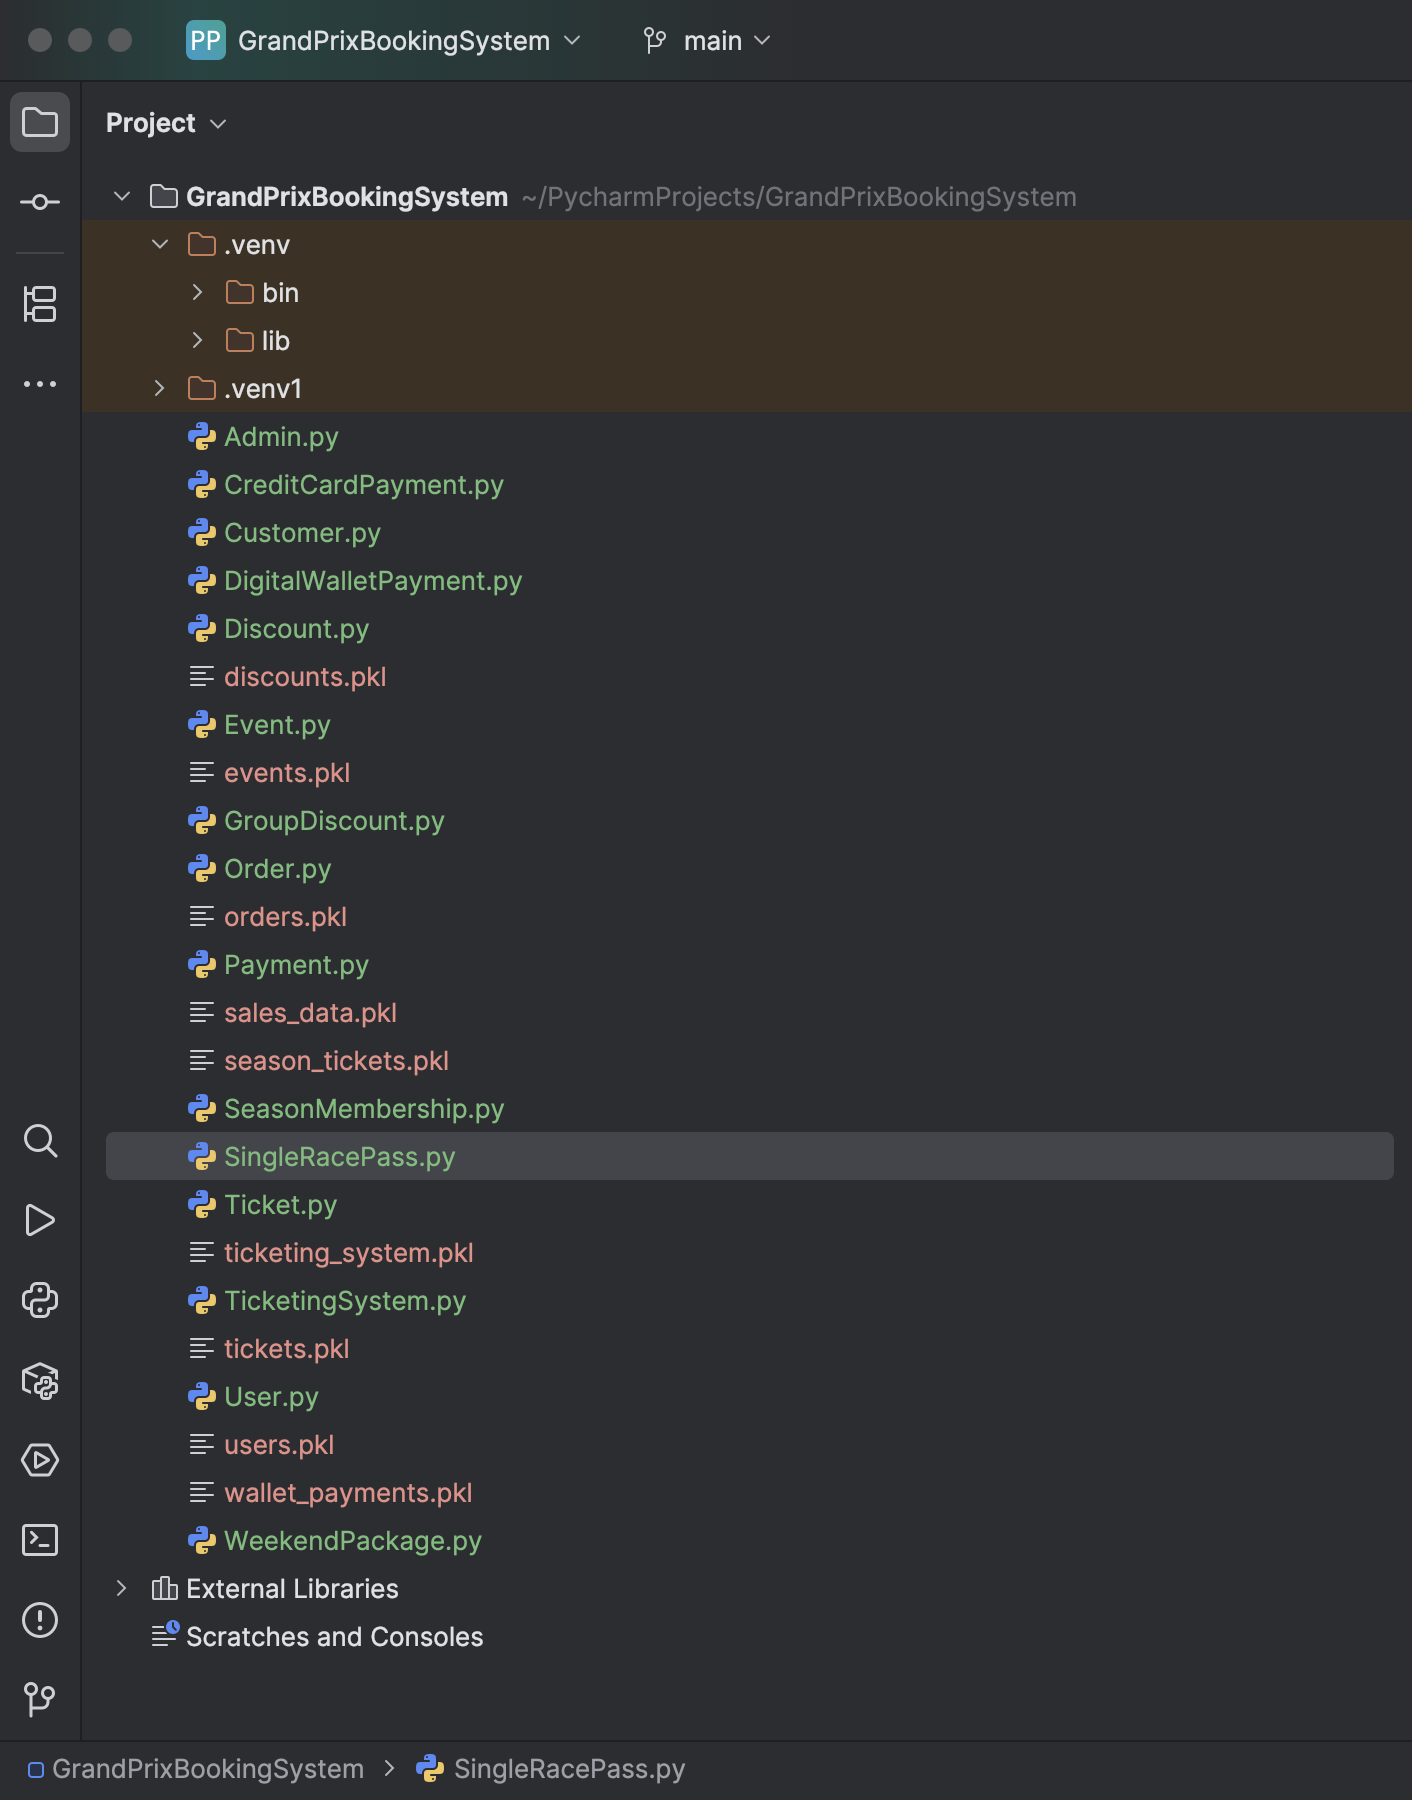 PP GrandPrixBookingSystem main
Project
GrandPrixBookingSystem ~/PycharmProjects/GrandPrixBookingSystem
.venv
bin
lib
.venv1
Admin.py
CreditCardPayment.py
Customer.py
DigitalWalletPayment.py
Discount.py
discounts.pkl
Event.py
events.pkl
GroupDiscount.py
Order.py
orders.pkl
Payment.py
sales_data.pkl
season_tickets.pkl
SeasonMembership.py
SingleRacePass.py
Ticket.py
ticketing_system.pkl
TicketingSystem.py
tickets.pkl
User.py
users.pkl
wallet_payments.pkl
WeekendPackage.py
External Libraries
Scratches and Consoles
GrandPrixBookingSystem > SingleRacePass.py